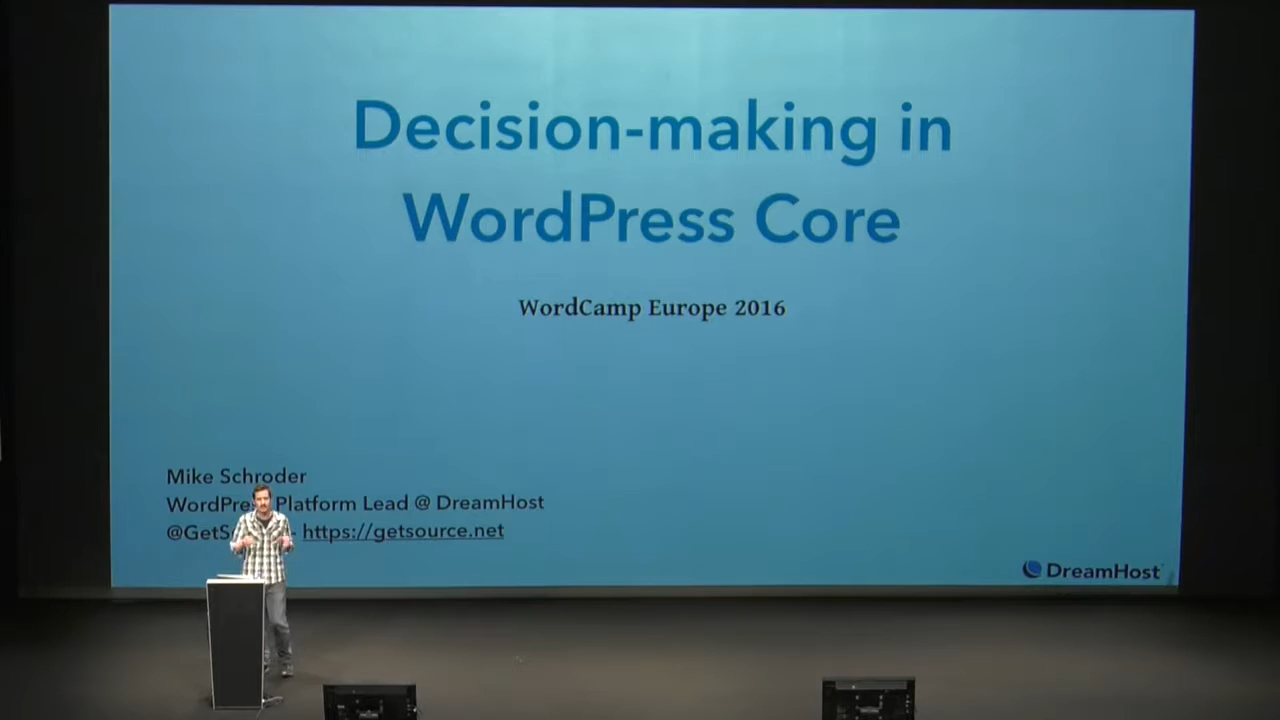 Decision-making in
WordPress Core
WordCamp Europe 2016
Mike Schroder
Platform Lead @ DreamHost
https://getsource.net
DreamHost